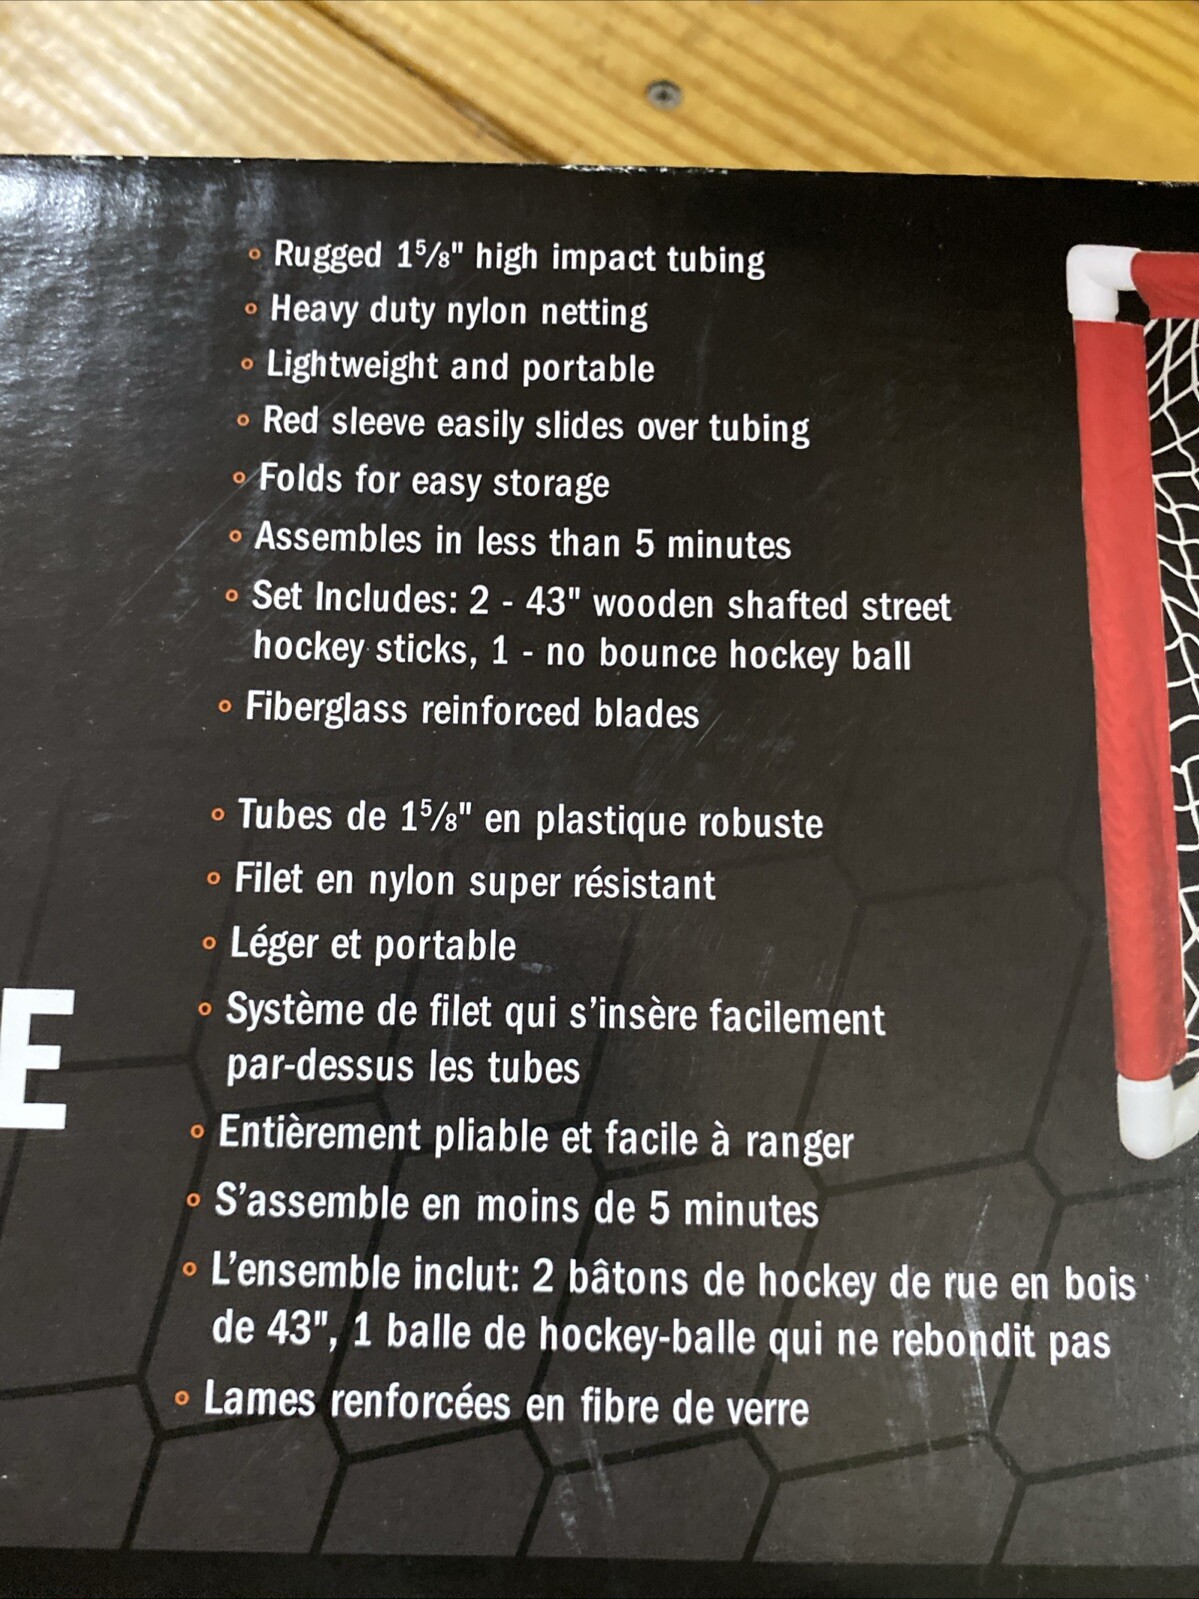 Rugged 1⁵/₈" high impact tubing
Heavy duty nylon netting
Lightweight and portable
Red sleeve easily slides over tubing
Folds for easy storage
Assembles in less than 5 minutes
Set Includes: 2 - 43" wooden shafted street
hockey sticks, 1 - no bounce hockey ball
Fiberglass reinforced blades
Tubes de 1⁵/₈" en plastique robuste
Filet en nylon super résistant
Léger et portable
Système de filet qui s'insère facilement
par-dessus les tubes
Entièrement pliable et facile à ranger
S'assemble en moins de 5 minutes
L'ensemble inclut: 2 bâtons de hockey de rue en bois
de 43", 1 balle de hockey-balle qui ne rebondit pas
Lames renforcées en fibre de verre
E